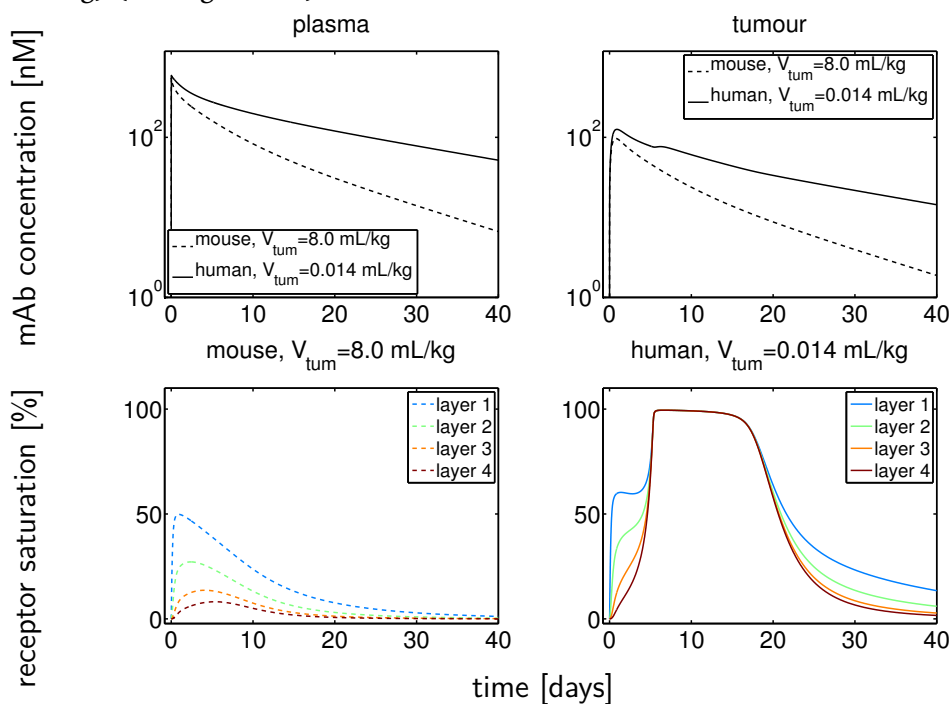 plasma
tumour
mAb concentration [nM]
10^2
10^0
mouse, V_tum=8.0 mL/kg
human, V_tum=0.014 mL/kg
0 10 20 30 40
10^2
10^0
mouse, V_tum=8.0 mL/kg
human, V_tum=0.014 mL/kg
0 10 20 30 40
mouse, V_tum=8.0 mL/kg
human, V_tum=0.014 mL/kg
receptor saturation [%]
100
50
0
layer 1
layer 2
layer 3
layer 4
0 10 20 30 40
100
50
0
layer 1
layer 2
layer 3
layer 4
0 10 20 30 40
time [days]